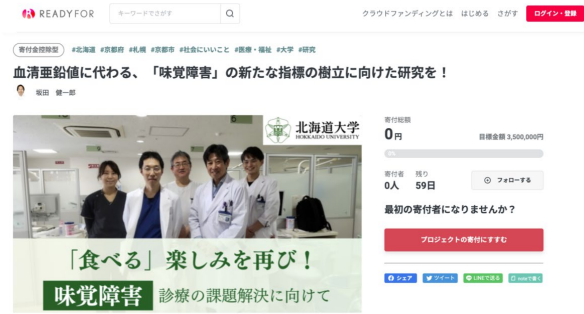 READYFOR
キーワードでさがす
クラウドファンディングとは はじめる さがす ログイン・登録
寄付金控除型 #北海道 #京都府 #札幌 #京都市 #社会にいいこと #医療・福祉 #大学 #研究
血清亜鉛値に代わる、「味覚障害」の新たな指標の樹立に向けた研究を！
坂田 健一郎
北海道大学
HOKKAIDO UNIVERSITY
「食べる」楽しみを再び！
味覚障害 診療の課題解決に向けて
寄付総額
0円
目標金額 3,500,000円
0%
寄付者 残り
0人 59日
フォローする
最初の寄付者になりませんか？
プロジェクトの寄付にすすむ
シェア ツイート LINEで送る noteで書く